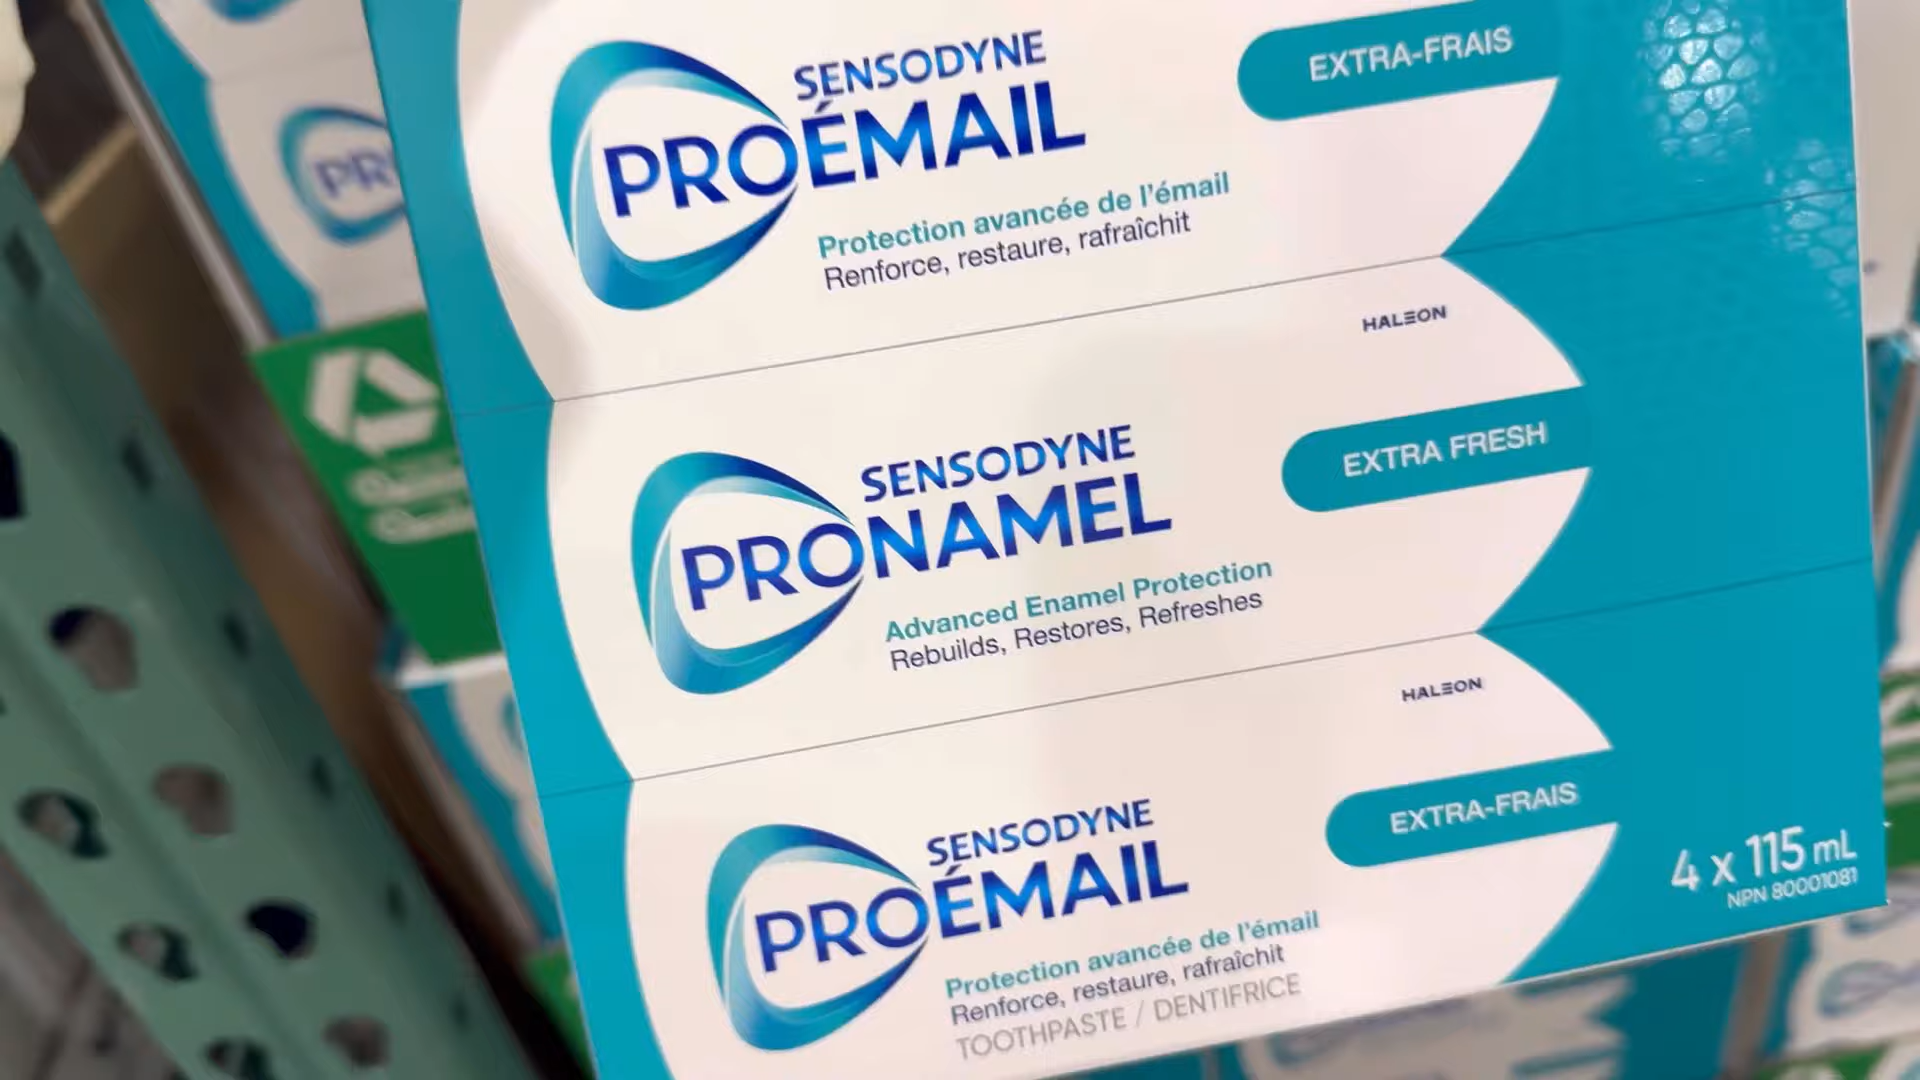 SENSODYNE
PROÉMAIL
EXTRA-FRAIS
Protection avancée de l'émail
Renforce, restaure, rafraîchit
PR
HALEON
SENSODYNE
PRONAMEL
EXTRA FRESH
Advanced Enamel Protection
Rebuilds, Restores, Refreshes
HALEON
SENSODYNE
PROÉMAIL
EXTRA-FRAIS
Protection avancée de l'émail
Renforce, restaure, rafraîchit
TOOTHPASTE / DENTIFRICE
4 x 115 mL
NPN 80001081